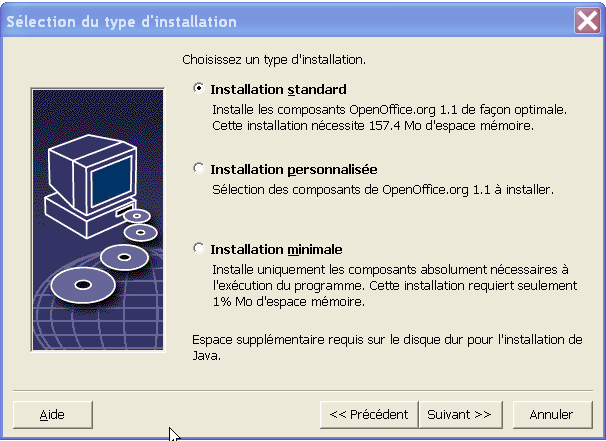 Sélection du type d'installation
Choisissez un type d'installation.
Installation standard
Installe les composants OpenOffice.org 1.1 de façon optimale.
Cette installation nécessite 157.4 Mo d'espace mémoire.
Installation personnalisée
Sélection des composants de OpenOffice.org 1.1 à installer.
Installation minimale
Installe uniquement les composants absolument nécessaires à
l'exécution du programme. Cette installation requiert seulement
1% Mo d'espace mémoire.
Espace supplémentaire requis sur le disque dur pour l'installation de
Java.
Aide
<< Précédent
Suivant >>
Annuler